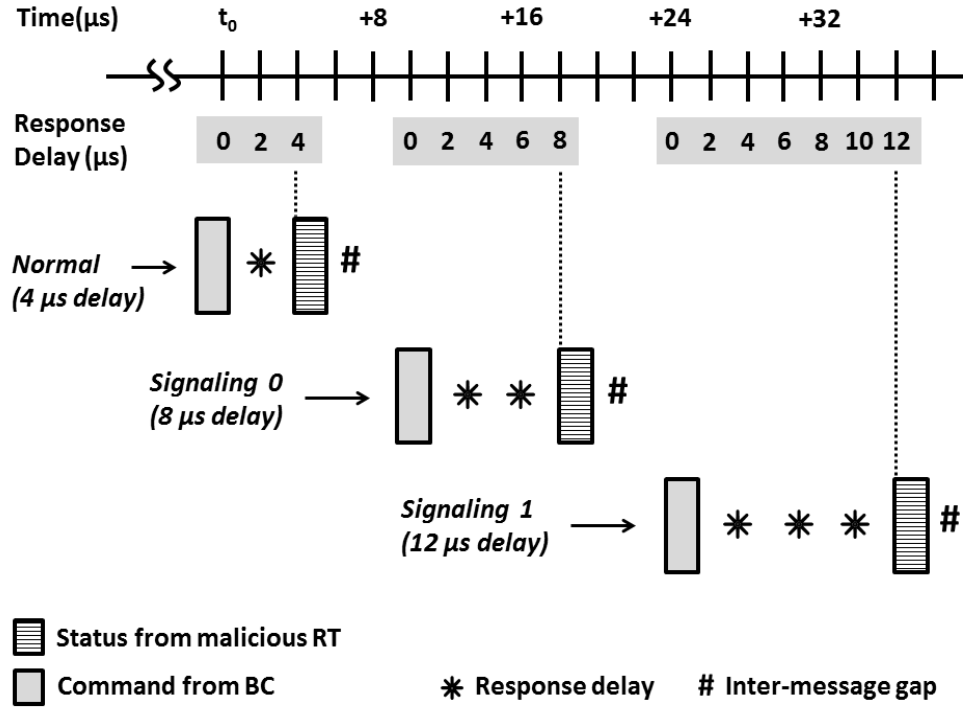 Time(μs) t0 +8 +16 +24 +32
Response
Delay (μs)
0 2 4 0 2 4 6 8 0 2 4 6 8 10 12
Normal
(4 μs delay)
#
Signaling 0
(8 μs delay)
#
Signaling 1
(12 μs delay)
#
Status from malicious RT
Command from BC
Response delay
# Inter-message gap